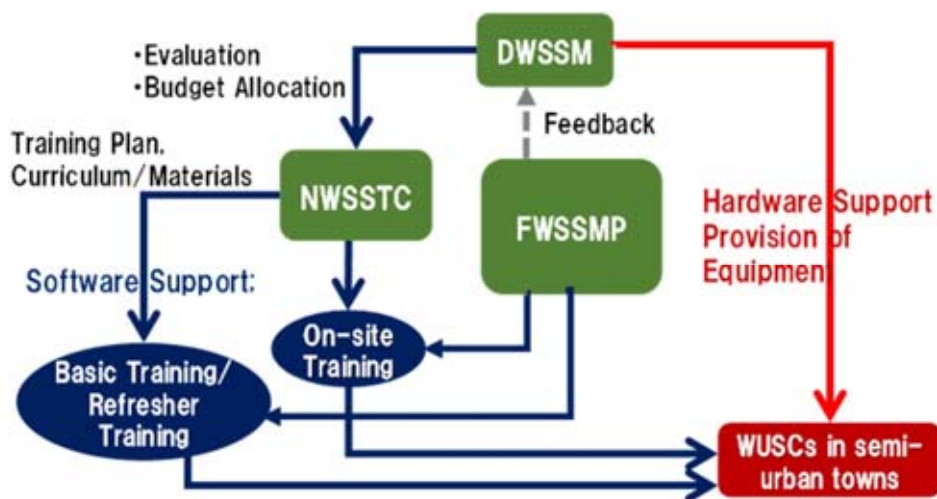 ・Evaluation
・Budget Allocation
DWSSM
Feedback
Training Plan.
Curriculum/Materials
NWSSTC
FWSSMP
Hardware Support
Provision of
Equipment
Software Support:
On-site
Training
Basic Training/
Refresher
Training
WUSCs in semi-
urban towns